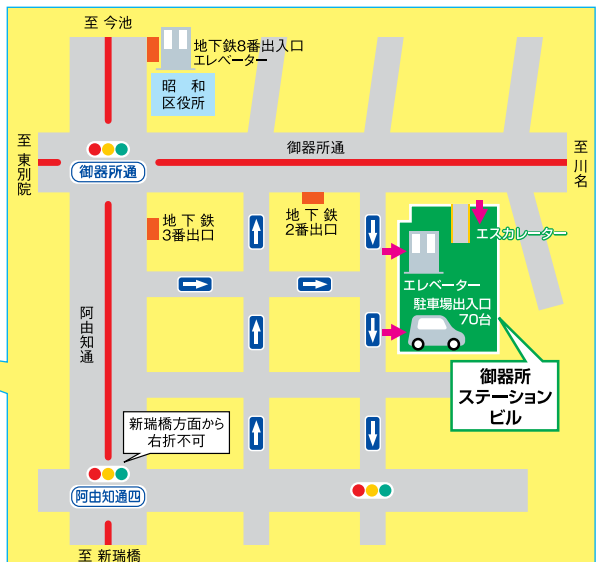 至 今池
地下鉄8番出入口
エレベーター
昭 和
区役所
至 東別院
御器所通
御器所通
至 川名
地 下 鉄
3番出口
地 下 鉄
2番出口
エスカレーター
エレベーター
駐車場出入口
70台
阿由知通
御器所
ステーション
ビル
新瑞橋方面から
右折不可
阿由知通四
至 新瑞橋